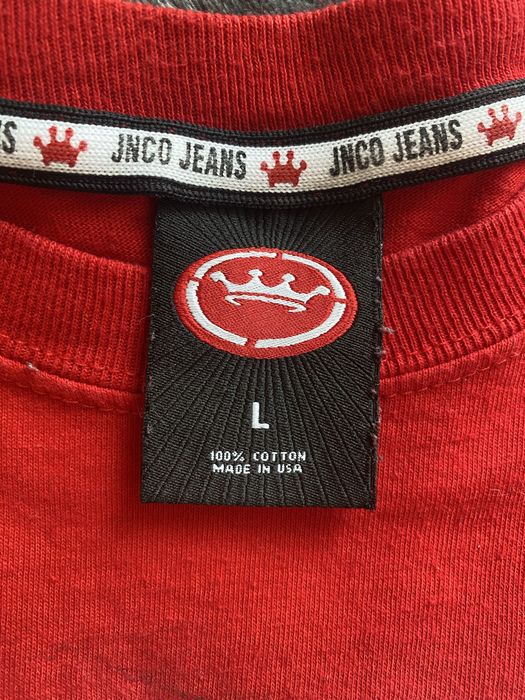 S JNCO JEANS JNCO JEANS
L
100% COTTON
MADE IN USA